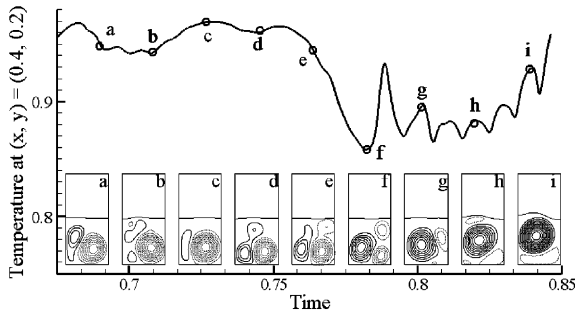 Temperature at (x, y) = (0.4, 0.2)
0.9
0.8
a
b
c
d
e
f
g
h
i
a b c d e f g h i
0.7 0.75 0.8 0.85
Time